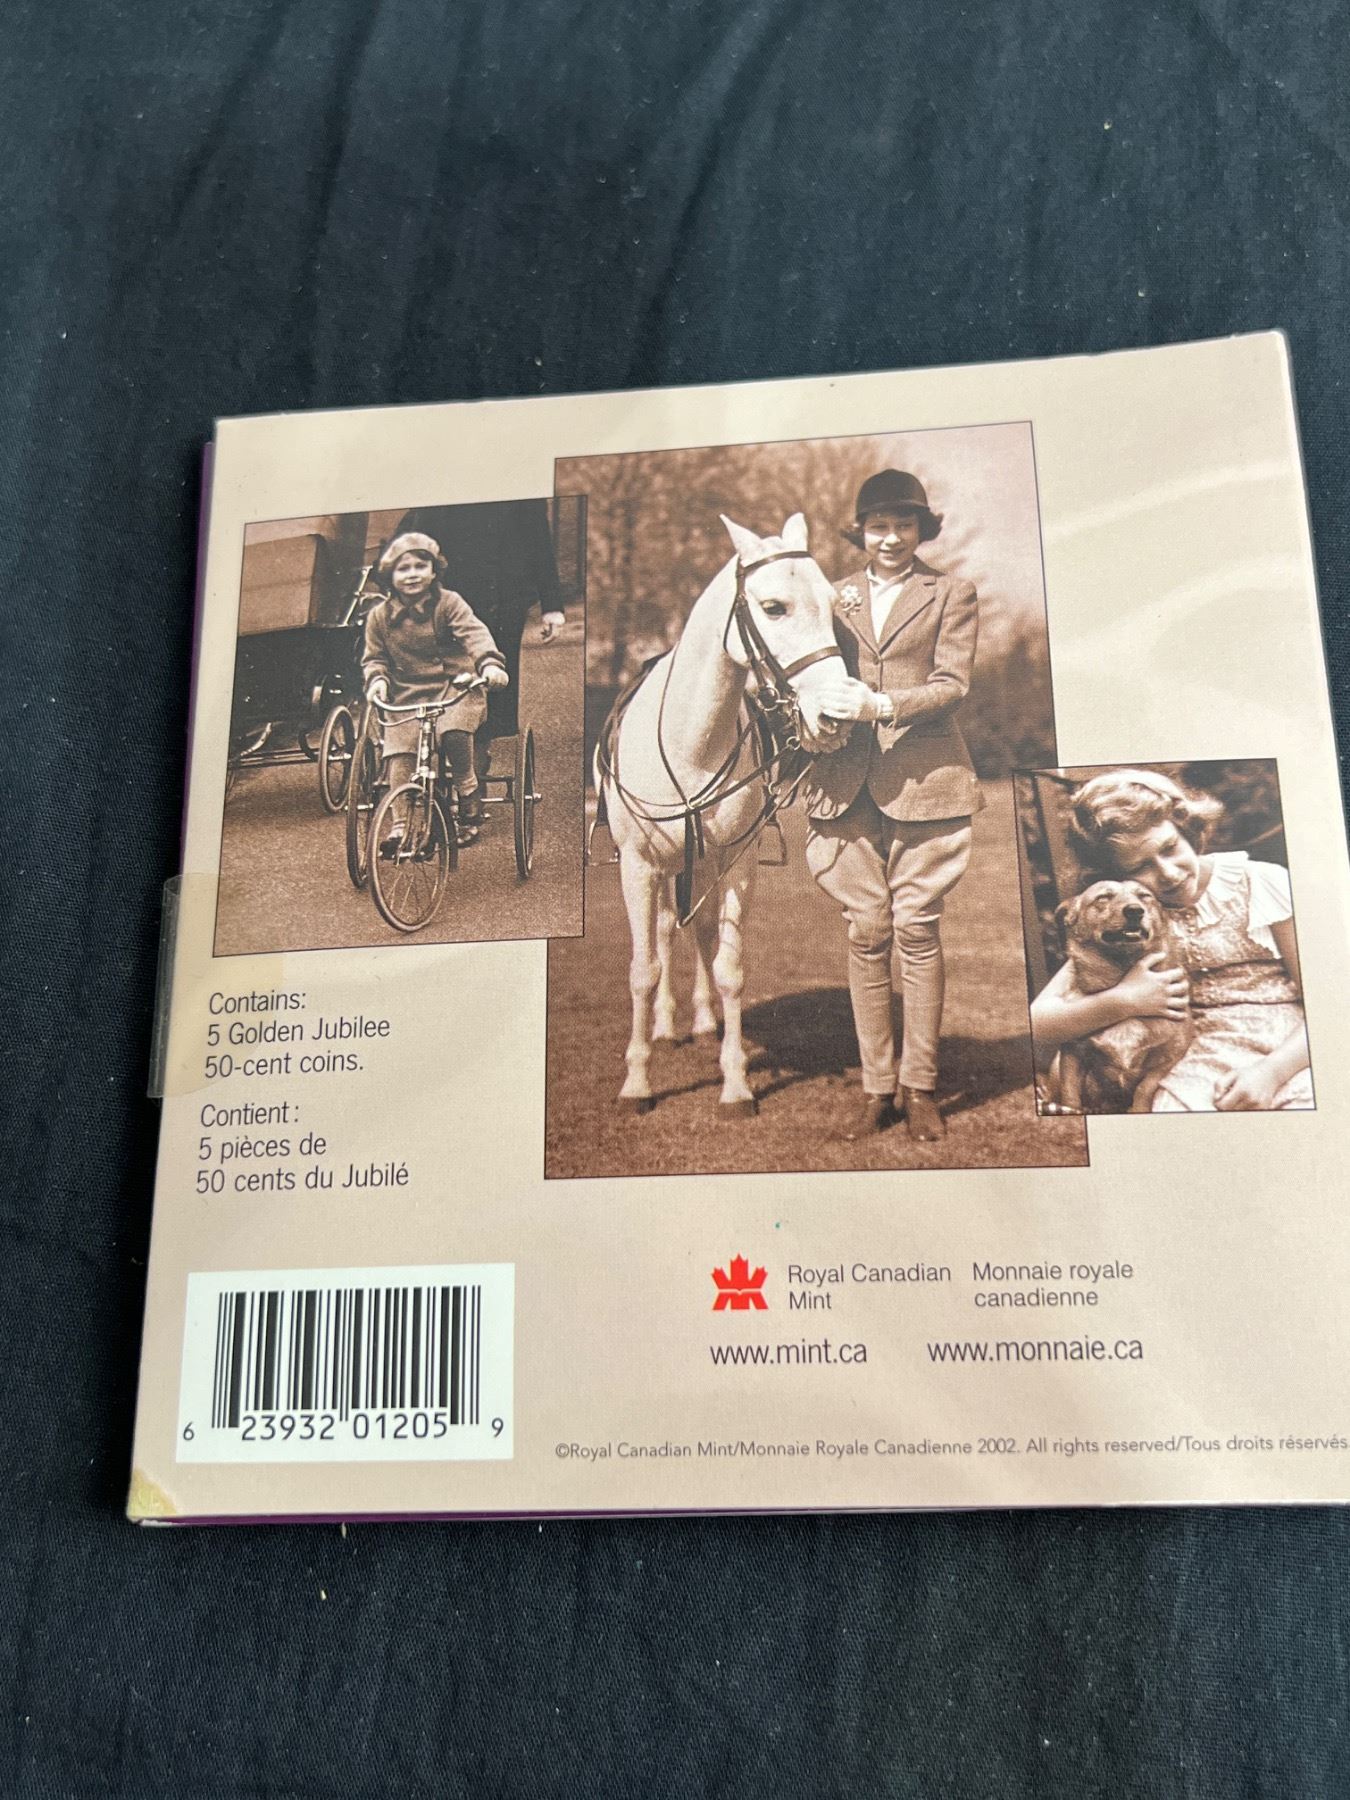 Contains:
5 Golden Jubilee
50-cent coins.
Contient :
5 pièces de
50 cents du Jubilé
Royal Canadian
Mint
Monnaie royale
canadienne
www.mint.ca
www.monnaie.ca
6 23932 01205 9
©Royal Canadian Mint/Monnaie Royale Canadienne 2002. All rights reserved/Tous droits réservés